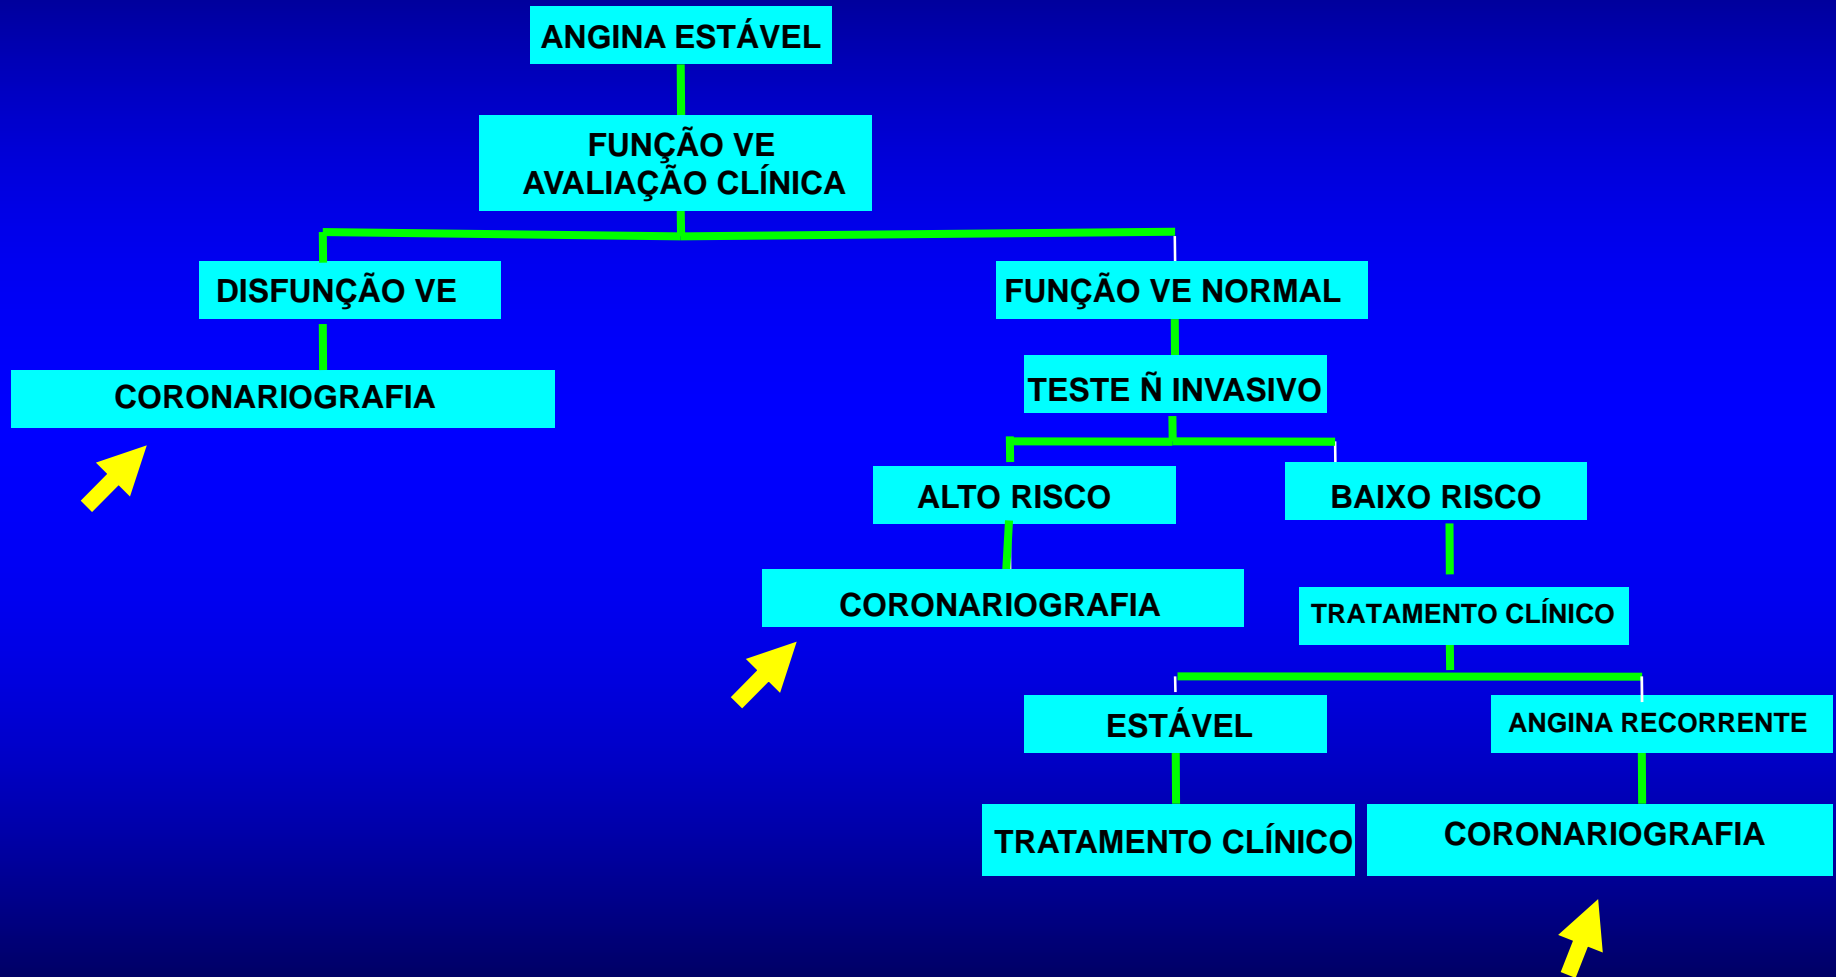 ANGINA ESTÁVEL
FUNÇÃO VE
AVALIAÇÃO CLÍNICA
DISFUNÇÃO VE
FUNÇÃO VE NORMAL
CORONARIOGRAFIA
TESTE Ñ INVASIVO
ALTO RISCO
BAIXO RISCO
CORONARIOGRAFIA
TRATAMENTO CLÍNICO
ESTÁVEL
ANGINA RECORRENTE
TRATAMENTO CLÍNICO
CORONARIOGRAFIA